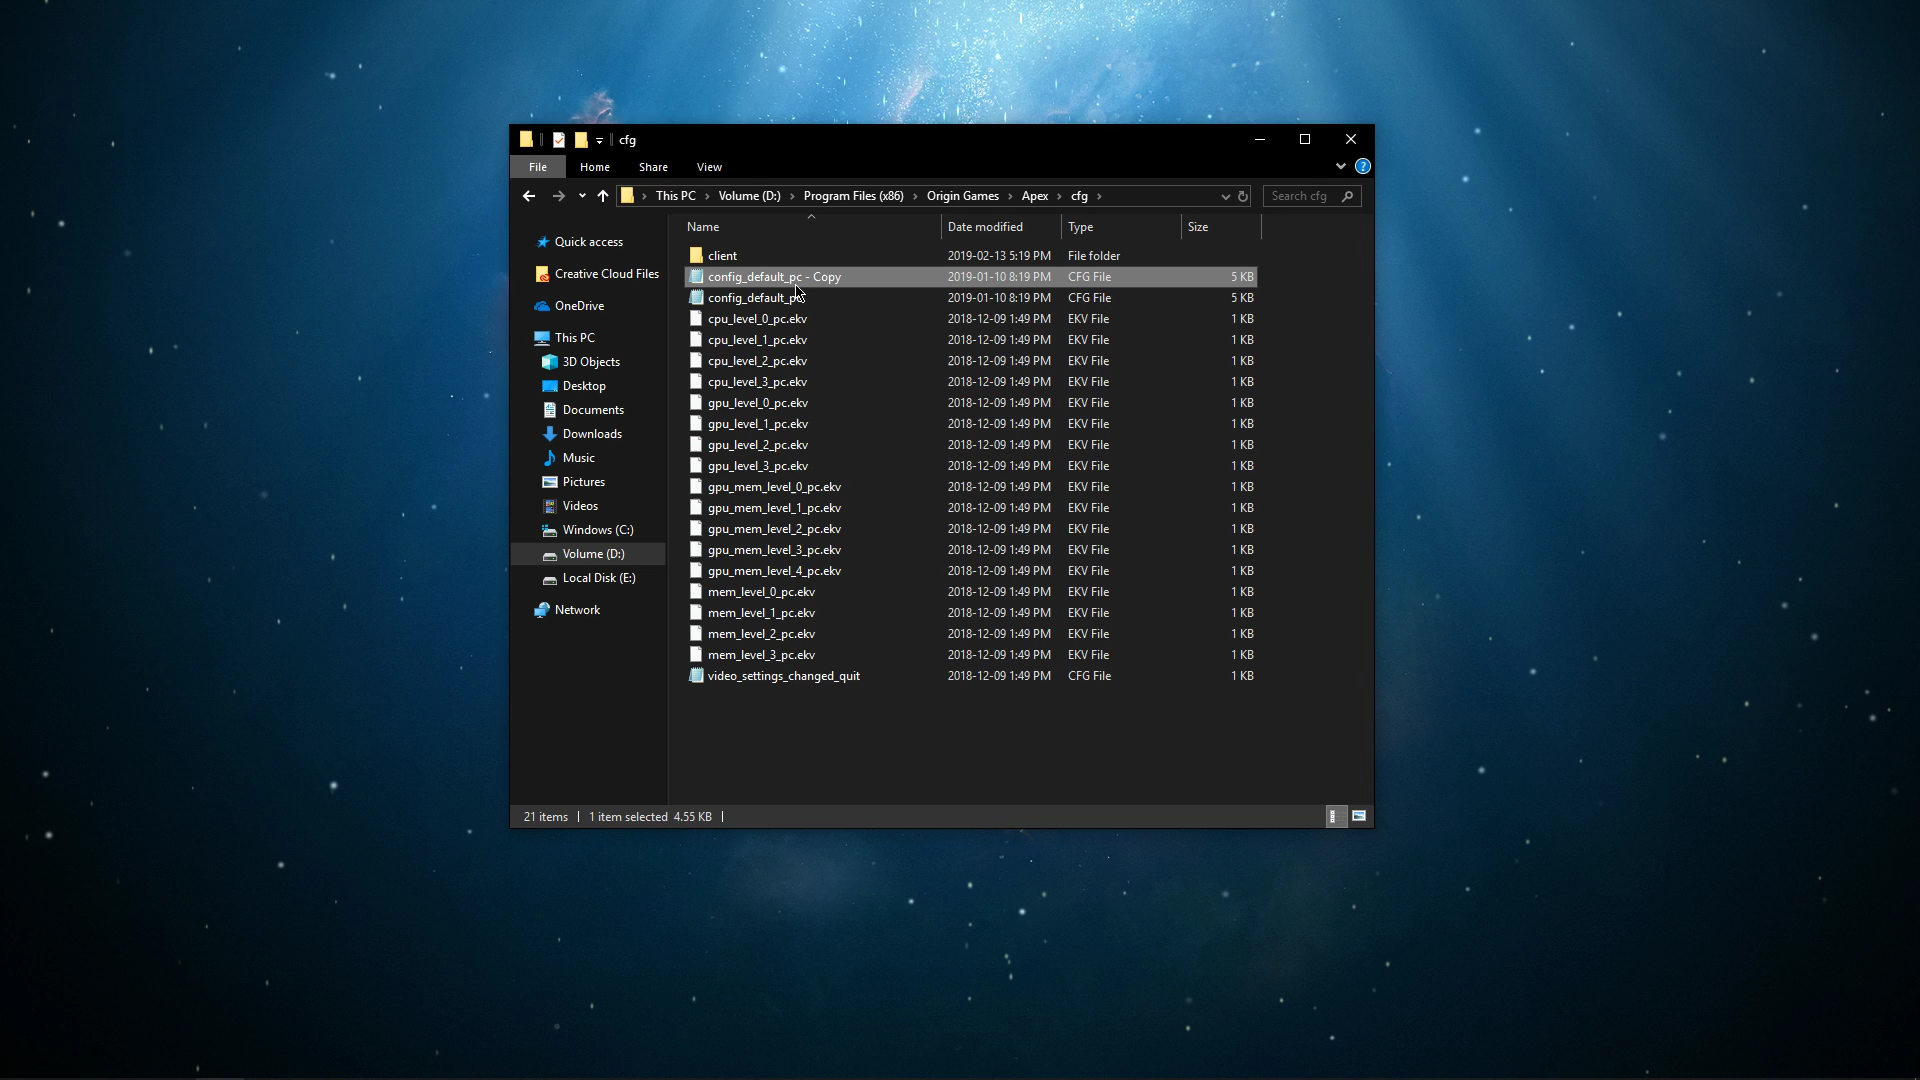 cfg
File Home Share View
This PC Volume (D:) Program Files (x86) Origin Games Apex cfg Search cfg
Name Date modified Type Size
Quick access
Creative Cloud Files
OneDrive
This PC
3D Objects
Desktop
Documents
Downloads
Music
Pictures
Videos
Windows (C:)
Volume (D:)
Local Disk (E:)
Network
client 2019-02-13 5:19 PM File folder
config_default_pc - Copy 2019-01-10 8:19 PM CFG File 5 KB
config_default_pc 2019-01-10 8:19 PM CFG File 5 KB
cpu_level_0_pc.ekv 2018-12-09 1:49 PM EKV File 1 KB
cpu_level_1_pc.ekv 2018-12-09 1:49 PM EKV File 1 KB
cpu_level_2_pc.ekv 2018-12-09 1:49 PM EKV File 1 KB
cpu_level_3_pc.ekv 2018-12-09 1:49 PM EKV File 1 KB
gpu_level_0_pc.ekv 2018-12-09 1:49 PM EKV File 1 KB
gpu_level_1_pc.ekv 2018-12-09 1:49 PM EKV File 1 KB
gpu_level_2_pc.ekv 2018-12-09 1:49 PM EKV File 1 KB
gpu_level_3_pc.ekv 2018-12-09 1:49 PM EKV File 1 KB
gpu_mem_level_0_pc.ekv 2018-12-09 1:49 PM EKV File 1 KB
gpu_mem_level_1_pc.ekv 2018-12-09 1:49 PM EKV File 1 KB
gpu_mem_level_2_pc.ekv 2018-12-09 1:49 PM EKV File 1 KB
gpu_mem_level_3_pc.ekv 2018-12-09 1:49 PM EKV File 1 KB
gpu_mem_level_4_pc.ekv 2018-12-09 1:49 PM EKV File 1 KB
mem_level_0_pc.ekv 2018-12-09 1:49 PM EKV File 1 KB
mem_level_1_pc.ekv 2018-12-09 1:49 PM EKV File 1 KB
mem_level_2_pc.ekv 2018-12-09 1:49 PM EKV File 1 KB
mem_level_3_pc.ekv 2018-12-09 1:49 PM EKV File 1 KB
video_settings_changed_quit 2018-12-09 1:49 PM CFG File 1 KB
21 items 1 item selected 4.55 KB